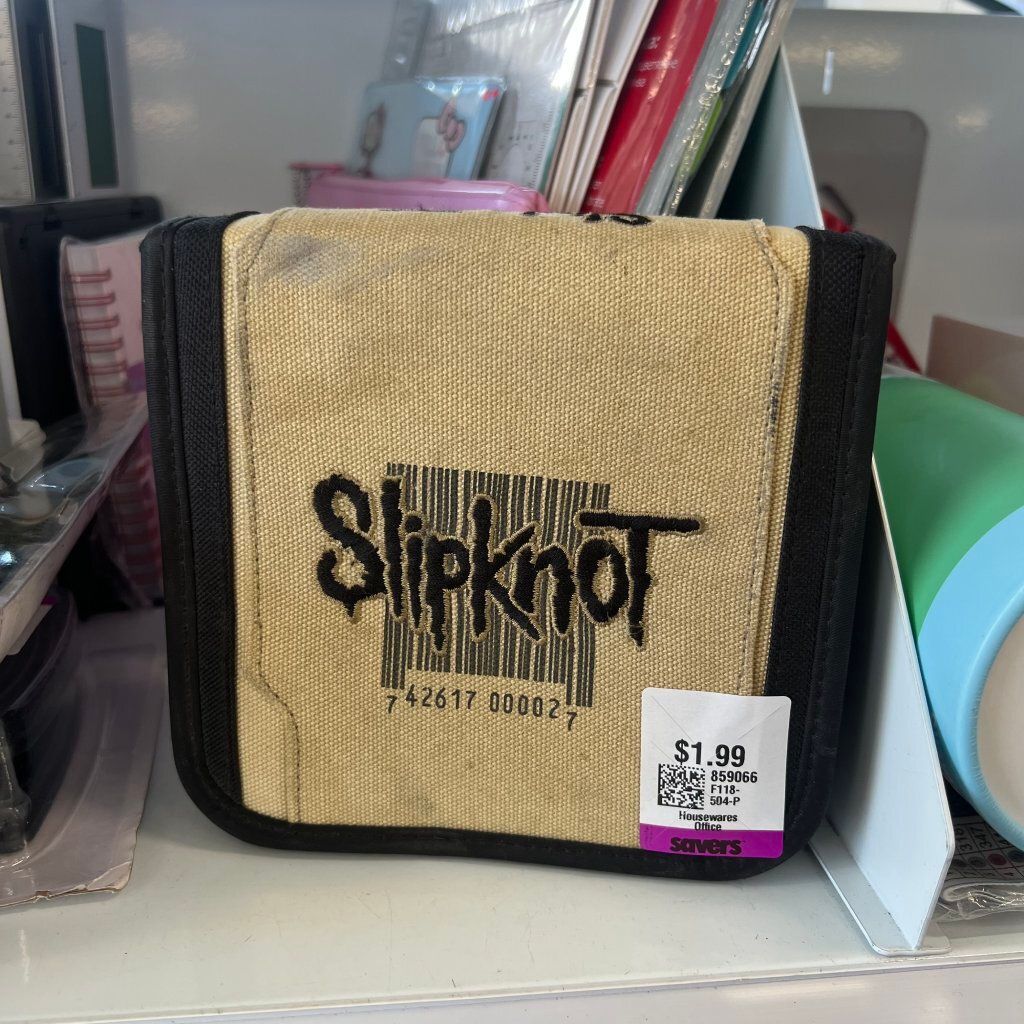 Slipknot
7 42617 00002 7
$1.99
859066
F118-
504-P
Housewares
Office
savers